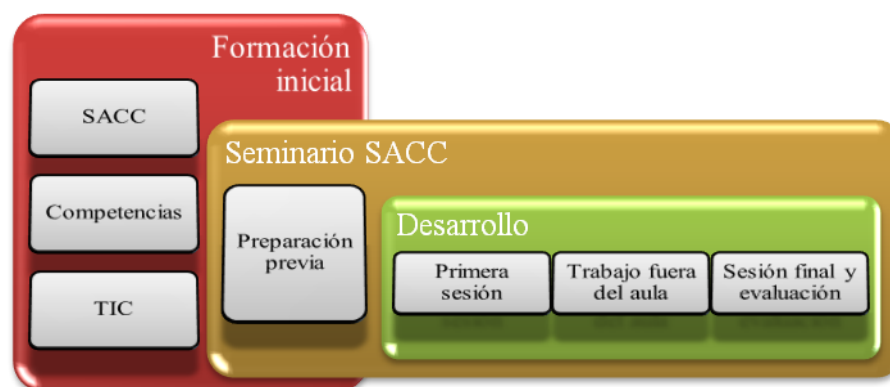 Formación
inicial
SACC
Competencias
TIC
Seminario SACC
Preparación
previa
Desarrollo
Primera
sesión
Trabajo fuera
del aula
Sesión final y
evaluación